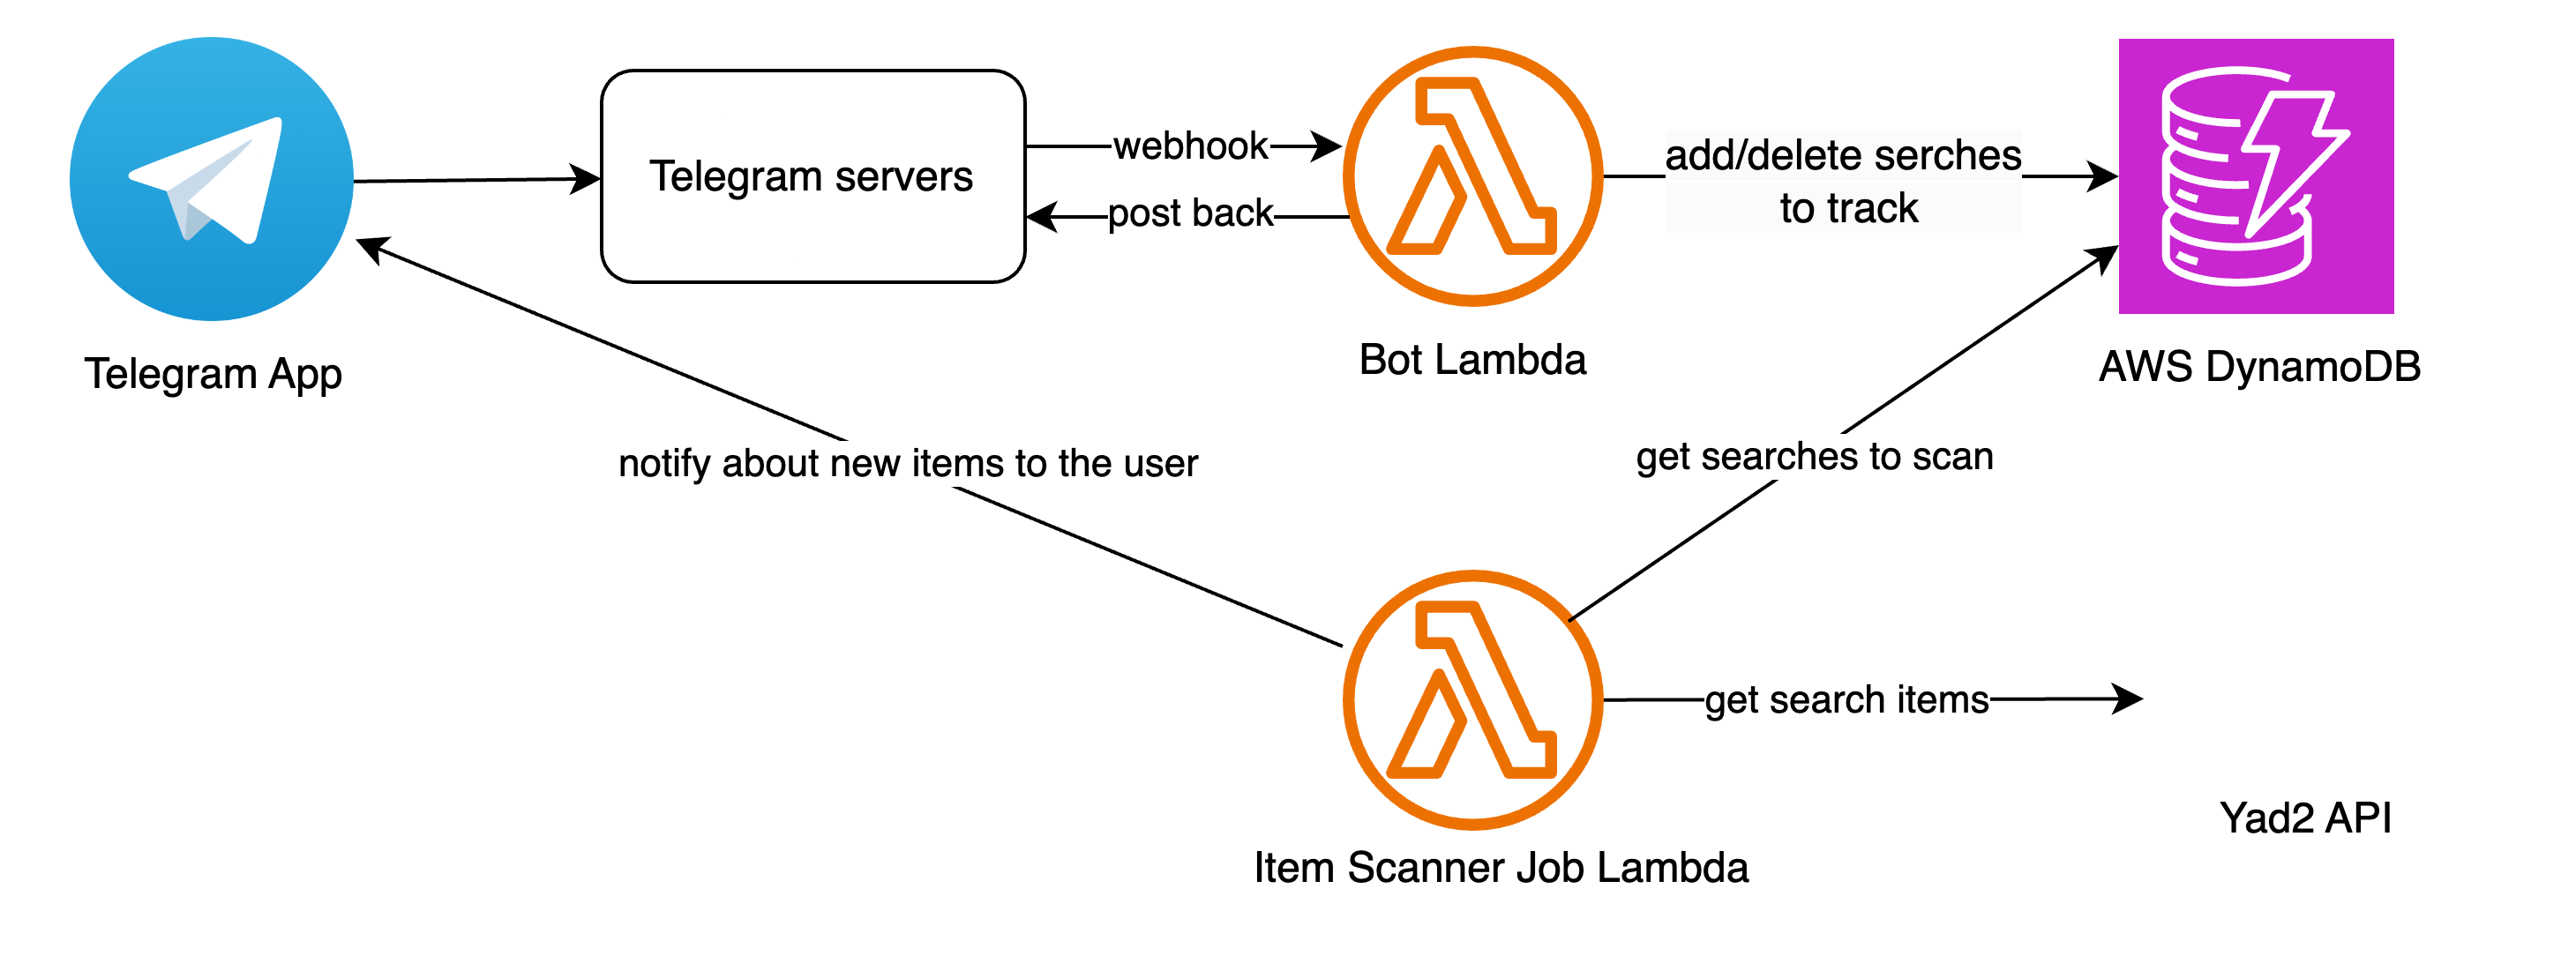 Telegram servers
webhook
post back
add/delete serches
to track
Telegram App
Bot Lambda
AWS DynamoDB
notify about new items to the user
get searches to scan
get search items
Yad2 API
Item Scanner Job Lambda